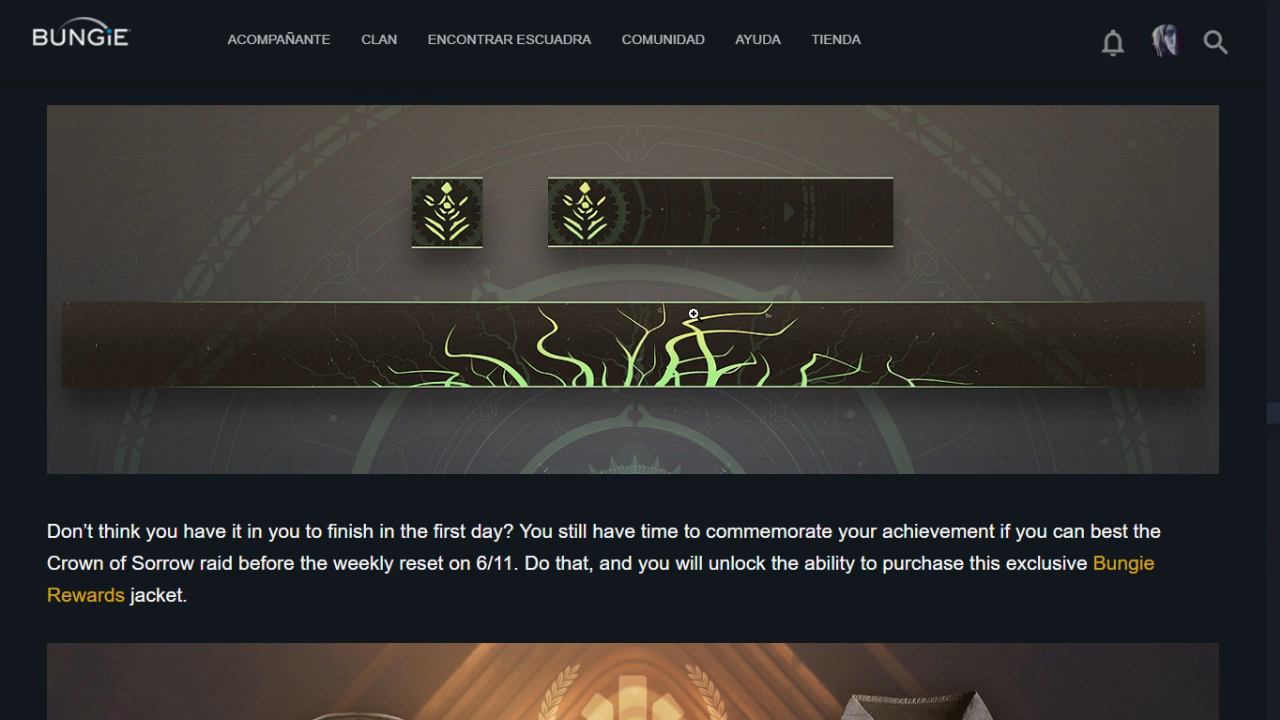 BUNGiE
ACOMPAÑANTE CLAN ENCONTRAR ESCUADRA COMUNIDAD AYUDA TIENDA
Don’t think you have it in you to finish in the first day? You still have time to commemorate your achievement if you can best the
Crown of Sorrow raid before the weekly reset on 6/11. Do that, and you will unlock the ability to purchase this exclusive Bungie
Rewards jacket.